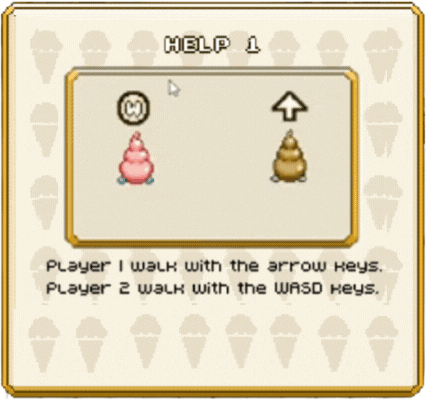 HELP 1
W
Player 1 walk with the arrow keys.
Player 2 walk with the WASD keys.